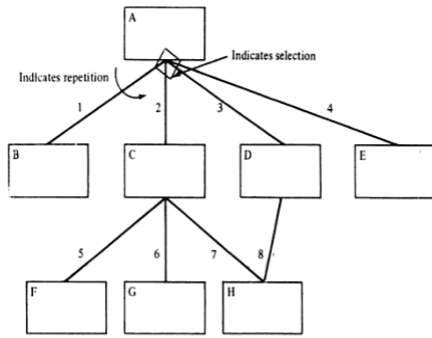 A
Indicates selection
Indicates repetition
1
2
3
4
B
C
D
E
5
6
7
8
F
G
H